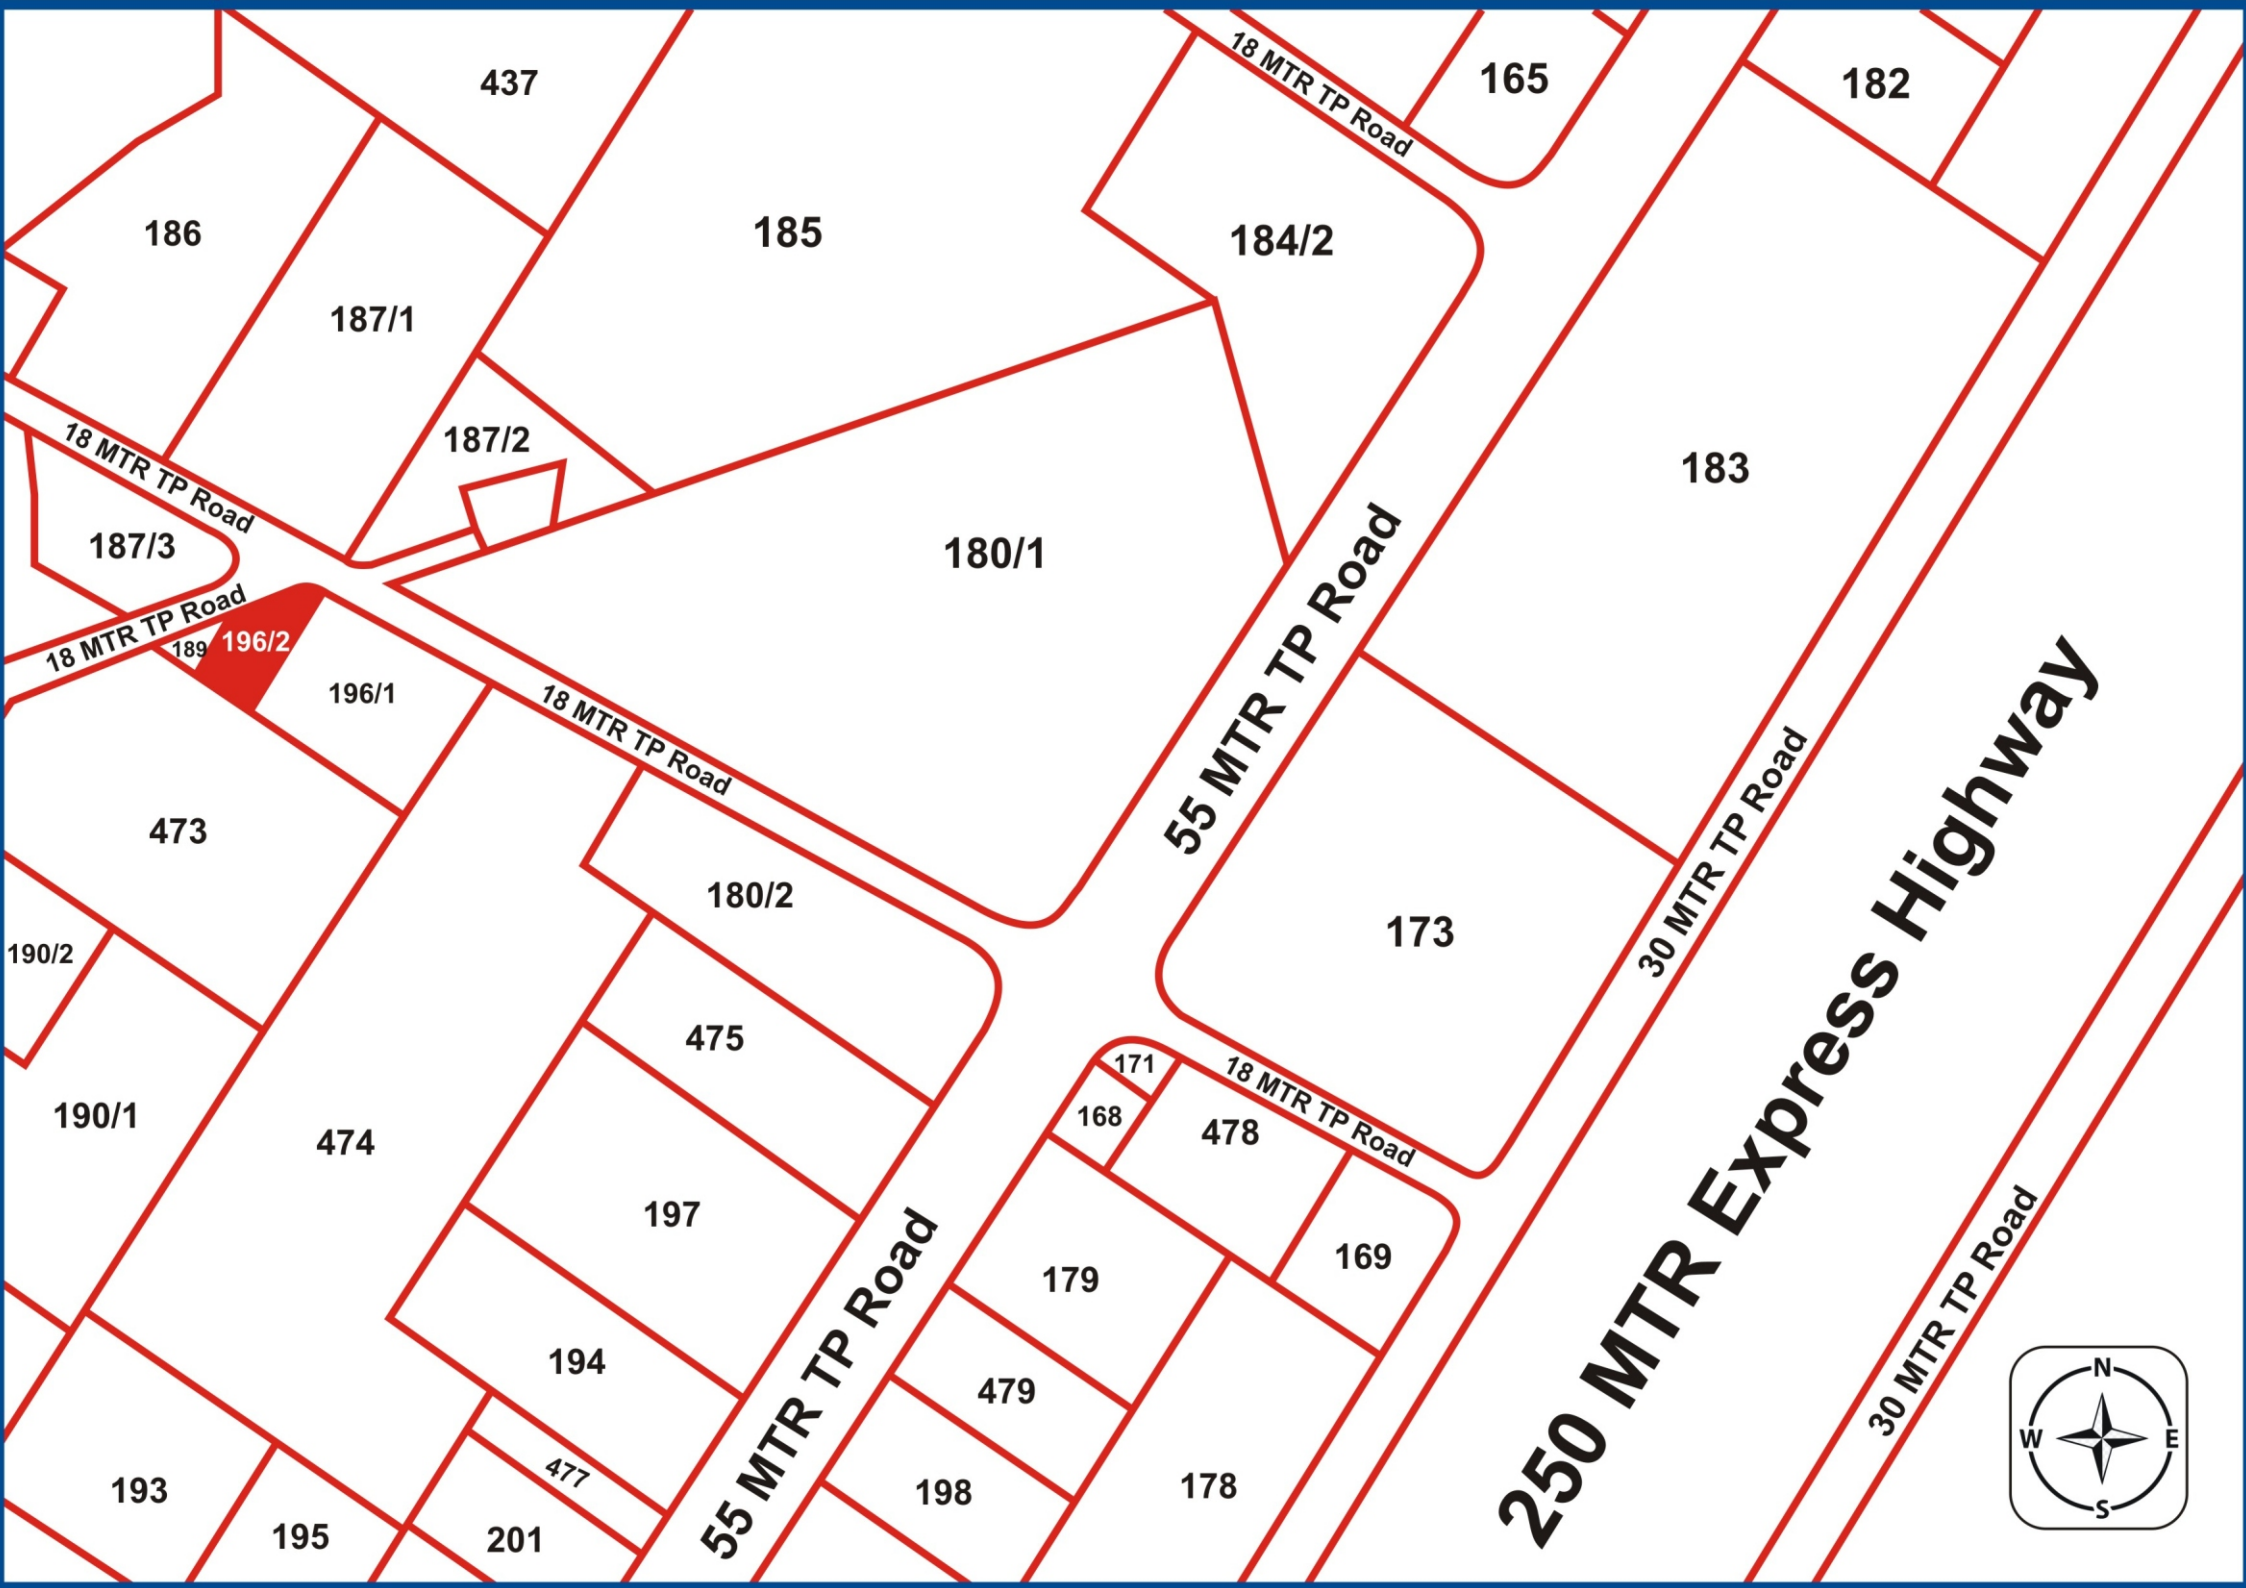 437
18 MTR TP Road
165
182
186
185
184/2
187/1
187/2
183
18 MTR TP Road
187/3
180/1
18 MTR TP Road
189
196/2
196/1
18 MTR TP Road
55 MTR TP Road
473
180/2
30 MTR TP Road
250 MTR Express Highway
190/2
173
475
171
18 MTR TP Road
168
478
190/1
474
197
169
179
55 MTR TP Road
30 MTR TP Road
194
479
477
193
198
178
195
201
N
W
E
S